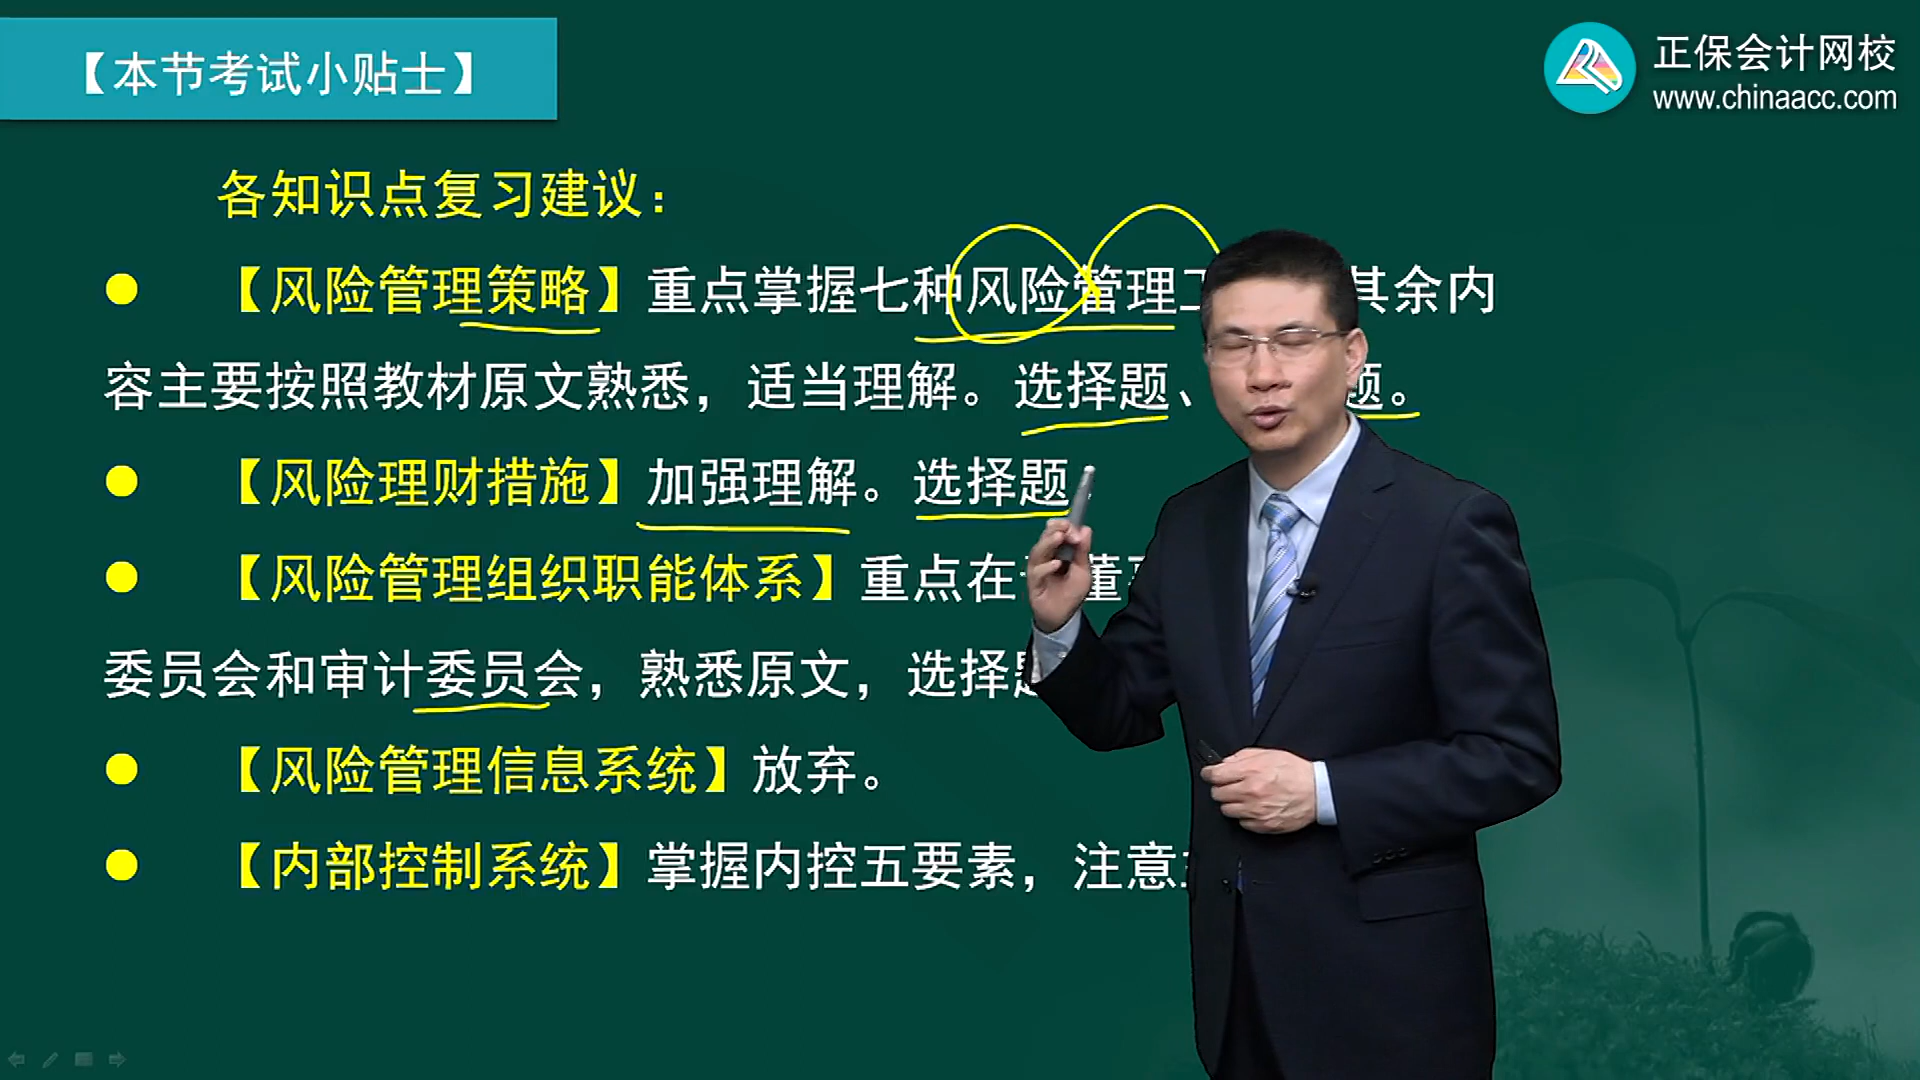 【本节考试小贴士】
正保会计网校
www.chinaacc.com
各知识点复习建议：
● 【风险管理策略】重点掌握七种风险管理 其余内
容主要按照教材原文熟悉，适当理解。选择题、 题。
● 【风险理财措施】加强理解。选择题
● 【风险管理组织职能体系】重点在 董
委员会和审计委员会，熟悉原文，选择题
● 【风险管理信息系统】放弃。
● 【内部控制系统】掌握内控五要素，注意